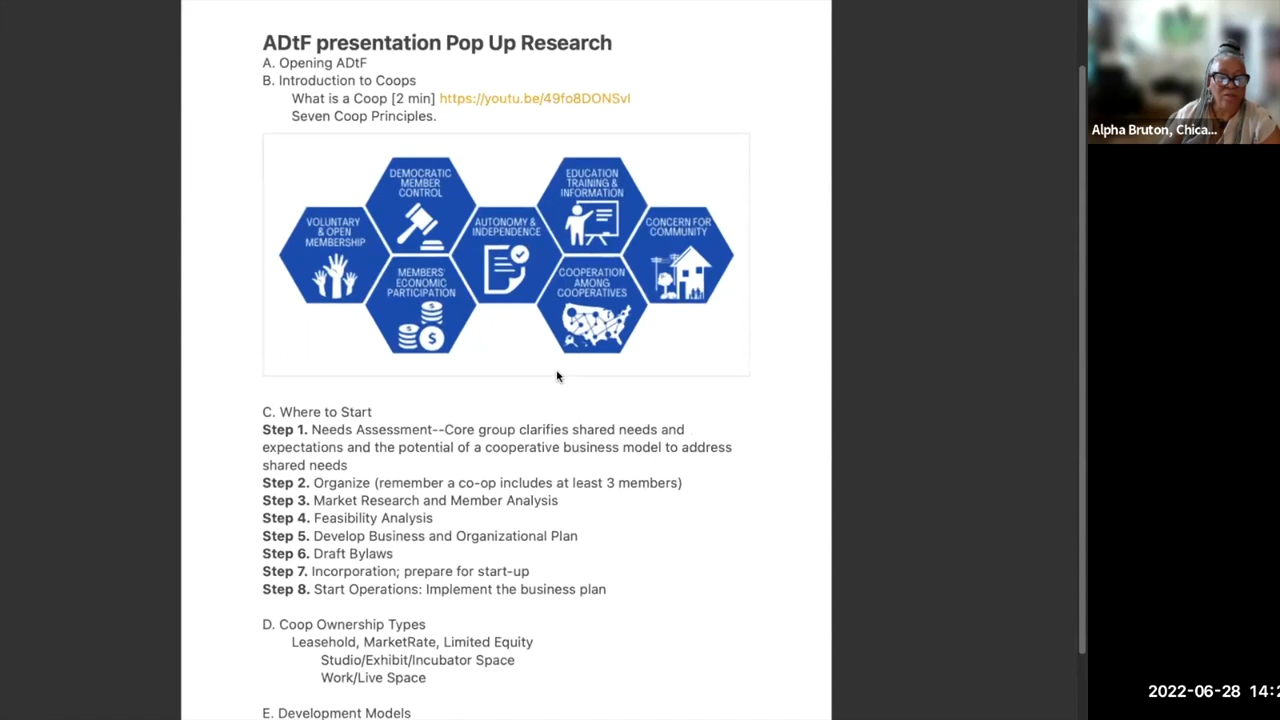 ADtF presentation Pop Up Research
A. Opening ADtF
B. Introduction to Coops
What is a Coop [2 min] https://youtu.be/49fo8DONSvI
Seven Coop Principles.
VOLUNTARY
& OPEN
MEMBERSHIP
DEMOCRATIC
MEMBER
CONTROL
MEMBERS'
ECONOMIC
PARTICIPATION
AUTONOMY &
INDEPENDENCE
EDUCATION
TRAINING &
INFORMATION
COOPERATION
AMONG
COOPERATIVES
CONCERN FOR
COMMUNITY
C. Where to Start
Step 1. Needs Assessment--Core group clarifies shared needs and
expectations and the potential of a cooperative business model to address
shared needs
Step 2. Organize (remember a co-op includes at least 3 members)
Step 3. Market Research and Member Analysis
Step 4. Feasibility Analysis
Step 5. Develop Business and Organizational Plan
Step 6. Draft Bylaws
Step 7. Incorporation; prepare for start-up
Step 8. Start Operations: Implement the business plan
D. Coop Ownership Types
Leasehold, MarketRate, Limited Equity
Studio/Exhibit/Incubator Space
Work/Live Space
E. Development Models
Alpha Bruton, Chica...
2022-06-28 14:2